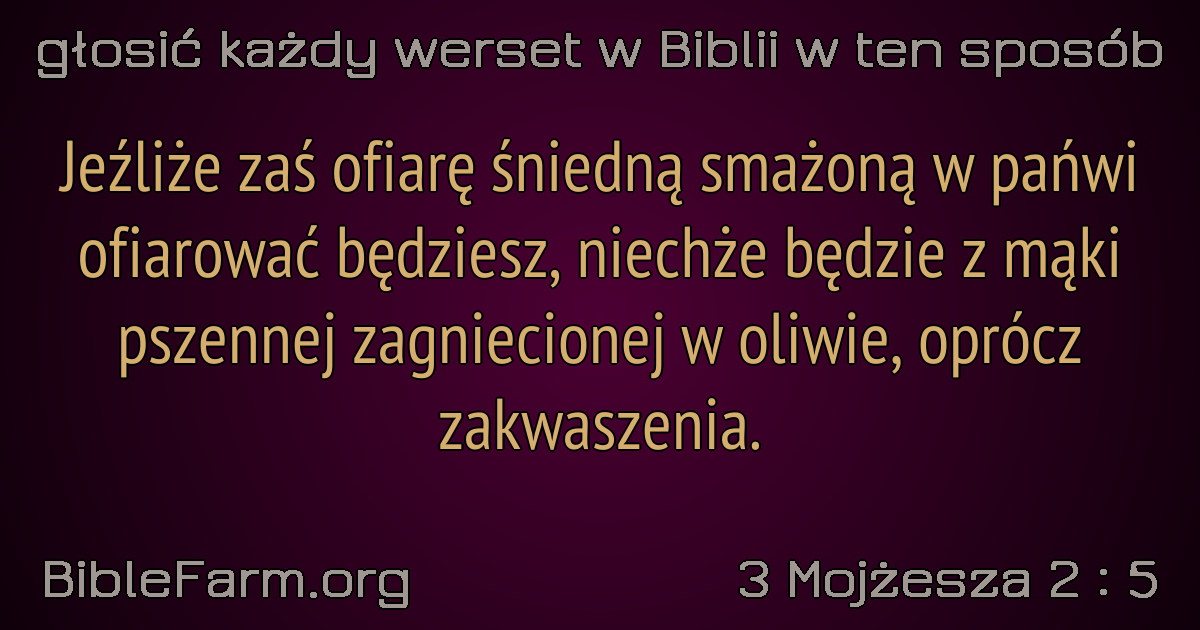 głosić każdy werset w Biblii w ten sposób
Jeźliże zaś ofiarę śniedną smażoną w pańwi
ofiarować będziesz, niechże będzie z mąki
pszennej zagniecionej w oliwie, oprócz
zakwaszenia.
BibleFarm.org
3 Mojżesza 2 : 5